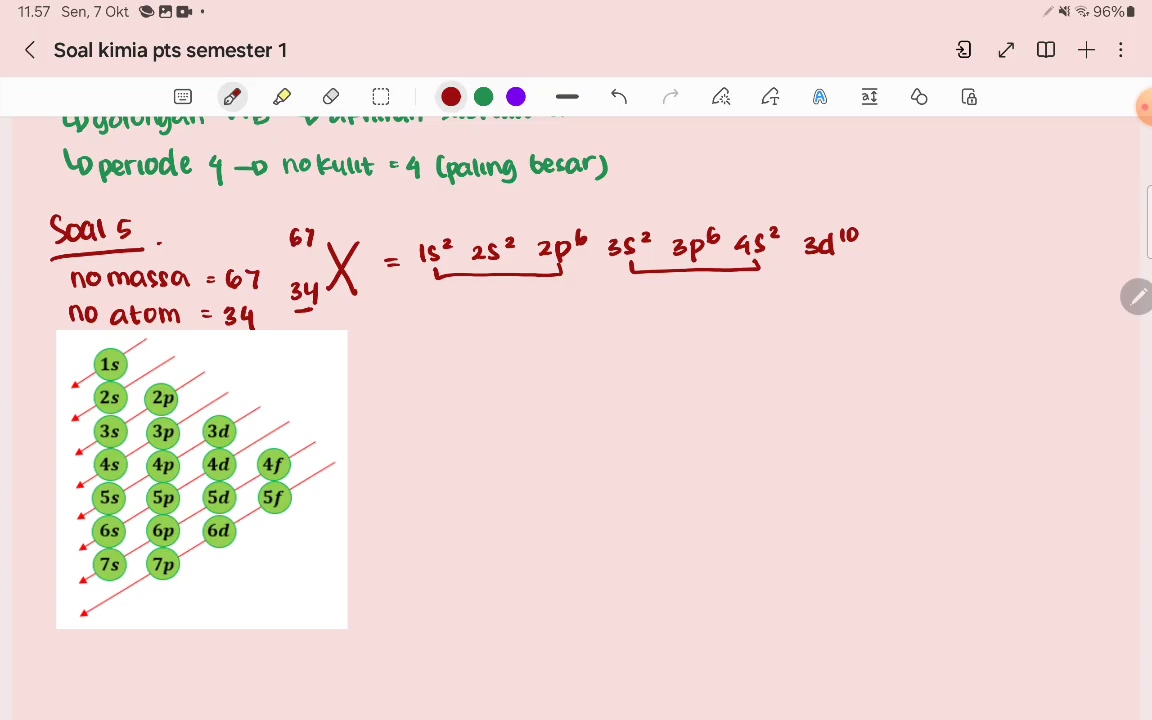 11.57 Sen, 7 Okt 96%
Soal kimia pts semester 1
golongan
periode 4 → no kulit = 4 (paling besar)
Soal 5
67 34 X = 1s² 2s² 2p⁶ 3s² 3p⁶ 4s² 3d¹⁰
no massa = 67
no atom = 34
1s
2s 2p
3s 3p 3d
4s 4p 4d 4f
5s 5p 5d 5f
6s 6p 6d
7s 7p